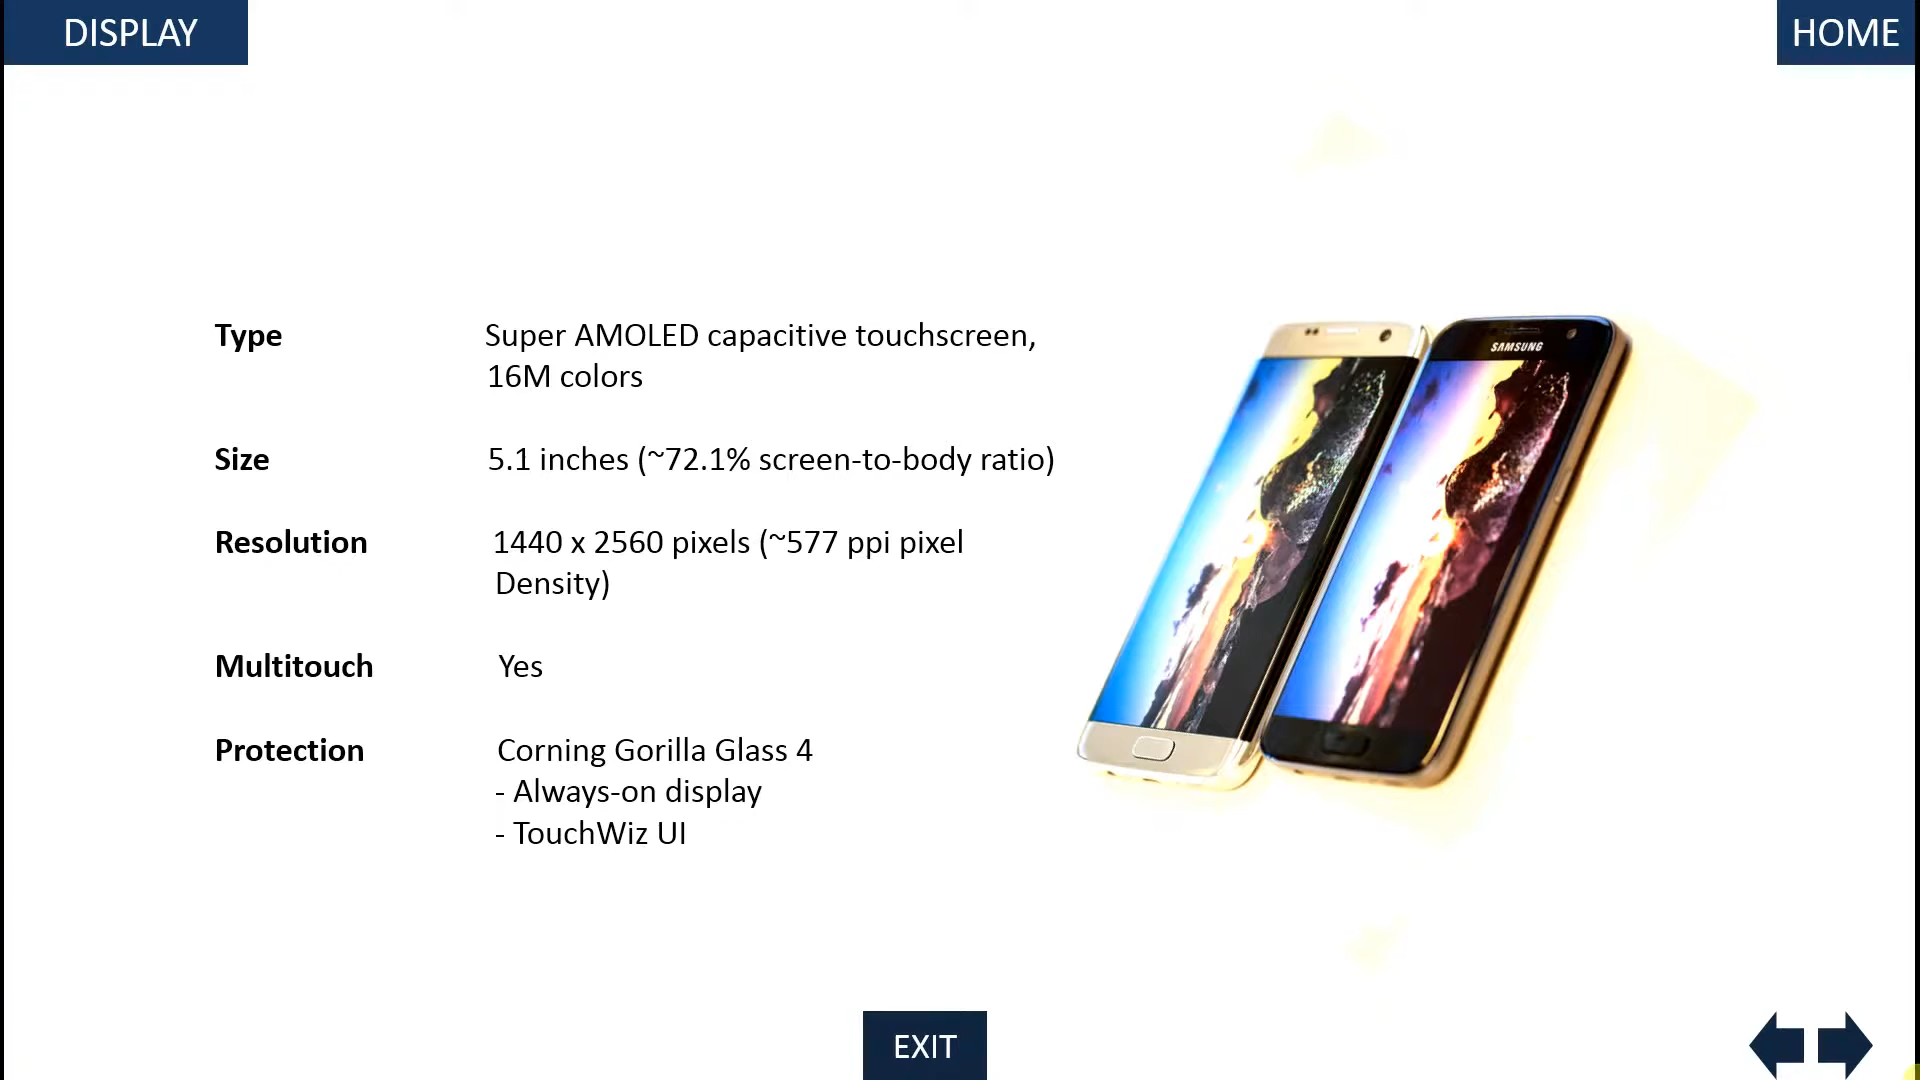 DISPLAY
HOME
Type Super AMOLED capacitive touchscreen,
16M colors
Size 5.1 inches (~72.1% screen-to-body ratio)
Resolution 1440 x 2560 pixels (~577 ppi pixel
Density)
Multitouch Yes
Protection Corning Gorilla Glass 4
- Always-on display
- TouchWiz UI
SAMSUNG
EXIT